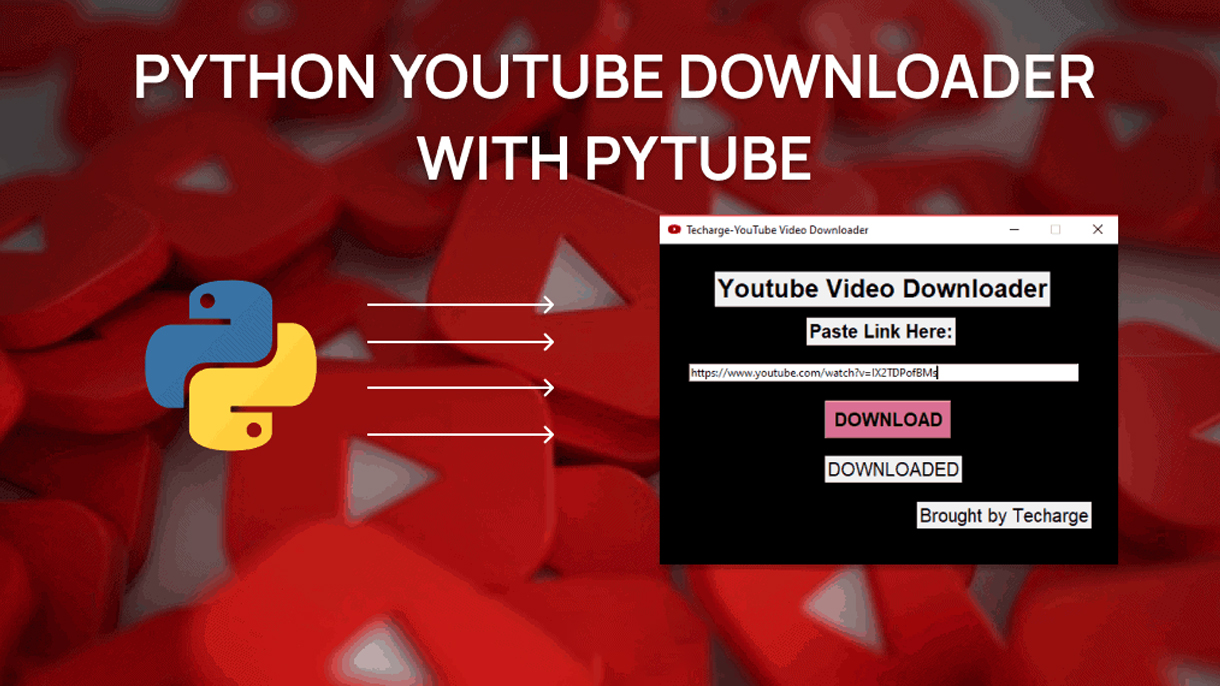 PYTHON YOUTUBE DOWNLOADER
WITH PYTUBE
Techarge-YouTube Video Downloader
Youtube Video Downloader
Paste Link Here:
https://www.youtube.com/watch?v=IX2TDPofBMs
DOWNLOAD
DOWNLOADED
Brought by Techarge